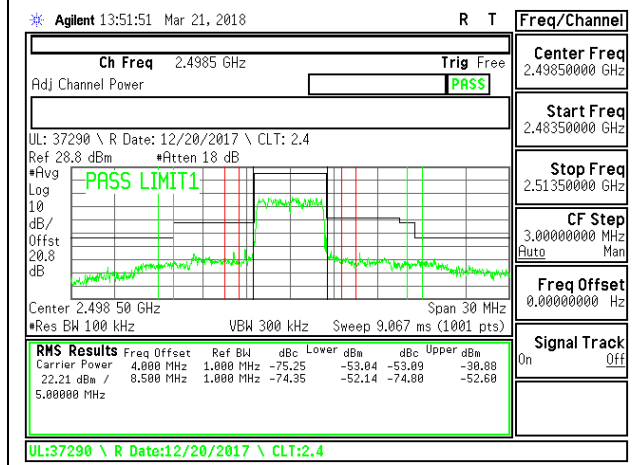 Agilent 13:51:51 Mar 21, 2018 R T
Freq/Channel
Ch Freq 2.4985 GHz Trig Free
Adj Channel Power PASS
UL: 37290 \ R Date: 12/20/2017 \ CLT: 2.4
Ref 28.8 dBm #Atten 18 dB
#Avg
Log
10
dB/
Offst
20.8
dB
PASS LIMIT1
Center 2.498 50 GHz Span 30 MHz
#Res BW 100 kHz VBW 300 kHz Sweep 9.067 ms (1001 pts)
RMS Results Freq Offset Ref BW dBc Lower dBm dBc Upper dBm
Carrier Power 4.000 MHz 1.000 MHz -75.25 -53.04 -53.09 -30.88
22.21 dBm / 8.500 MHz 1.000 MHz -74.35 -52.14 -74.80 -52.60
5.00000 MHz
UL:37290 \ R Date:12/20/2017 \ CLT:2.4
Center Freq
2.49850000 GHz
Start Freq
2.48350000 GHz
Stop Freq
2.51350000 GHz
CF Step
3.00000000 MHz
Auto Man
Freq Offset
0.00000000 Hz
Signal Track
On Off